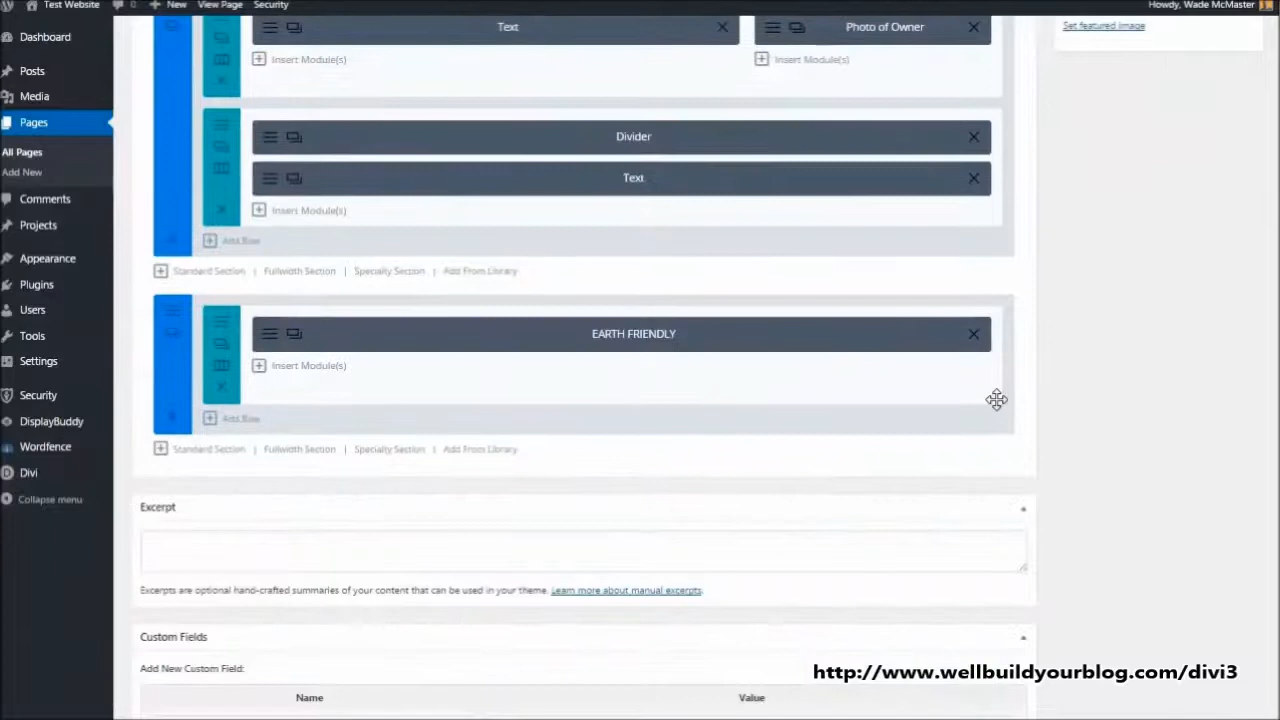 Test Website 0 New View Page Security Howdy, Wade McMaster
Dashboard
Posts
Media
Pages
All Pages
Add New
Comments
Projects
Appearance
Plugins
Users
Tools
Settings
Security
DisplayBuddy
Wordfence
Divi
Collapse menu
Text Photo of Owner
Insert Module(s) Insert Module(s)
Divider
Text
Insert Module(s)
Add Row
Standard Section | Fullwidth Section | Specialty Section | Add From Library
EARTH FRIENDLY
Insert Module(s)
Add Row
Standard Section | Fullwidth Section | Specialty Section | Add From Library
Excerpt
Excerpts are optional hand-crafted summaries of your content that can be used in your theme. Learn more about manual excerpts.
Custom Fields
Add New Custom Field:
Name Value
Set featured image
http://www.wellbuildyourblog.com/divi3